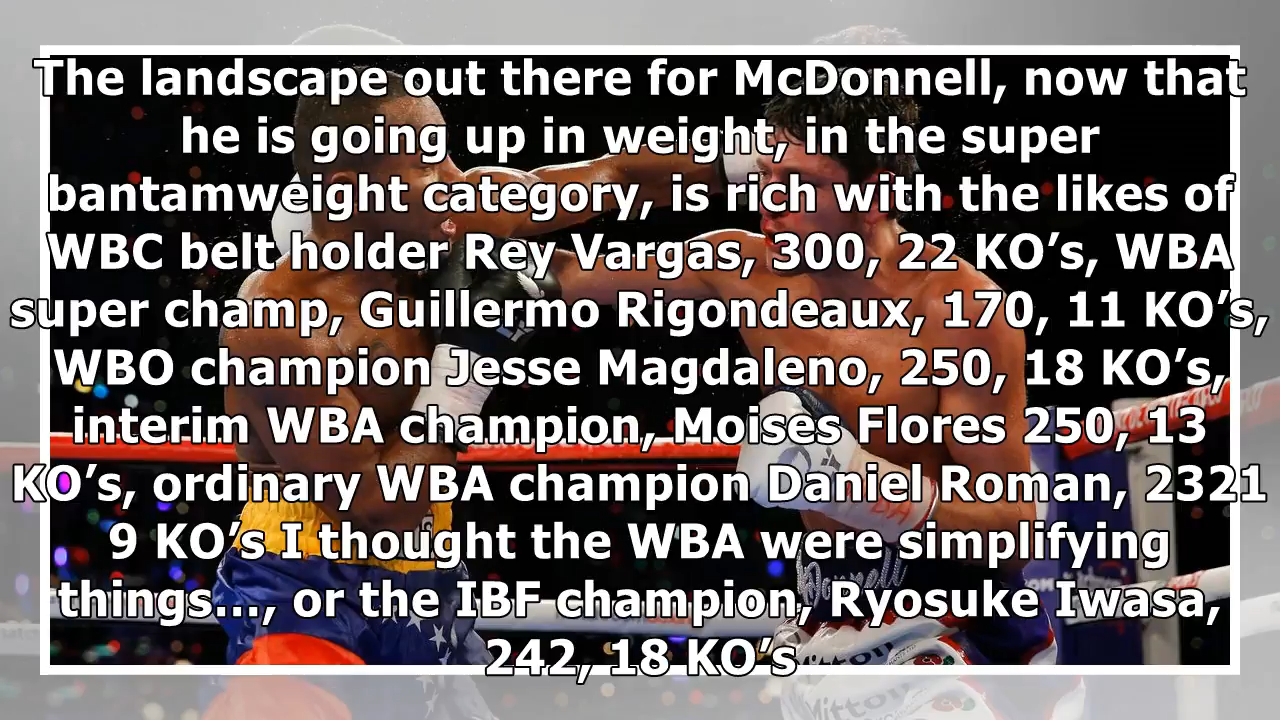 The landscape out there for McDonnell, now that
he is going up in weight, in the super
bantamweight category, is rich with the likes of
WBC belt holder Rey Vargas, 300, 22 KO’s, WBA
super champ, Guillermo Rigondeaux, 170, 11 KO’s,
WBO champion Jesse Magdaleno, 250, 18 KO’s,
interim WBA champion, Moises Flores 250, 13
KO’s, ordinary WBA champion Daniel Roman, 2321
9 KO’s I thought the WBA were simplifying
things..., or the IBF champion, Ryosuke Iwasa,
242, 18 KO’s
McDonnell
Mitton
Mitton